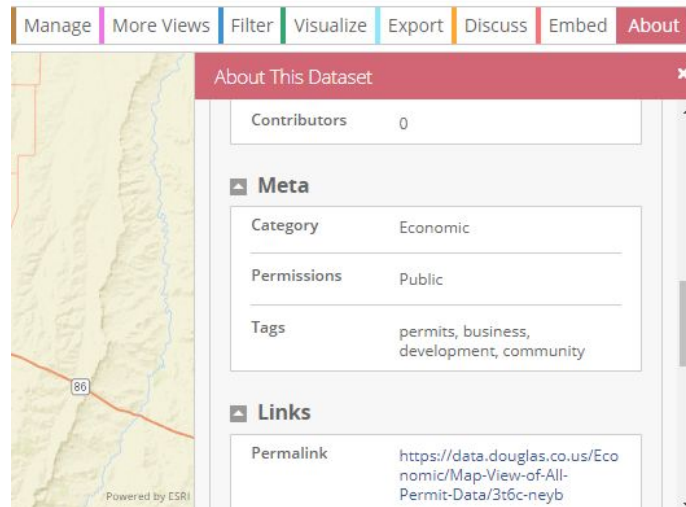 Manage More Views Filter Visualize Export Discuss Embed About
About This Dataset
Contributors 0
Meta
Category Economic
Permissions Public
Tags permits, business,
development, community
Links
Permalink https://data.douglas.co.us/Eco
nomic/Map-View-of-All-
Permit-Data/3t6c-neyb
86
Powered by ESRI